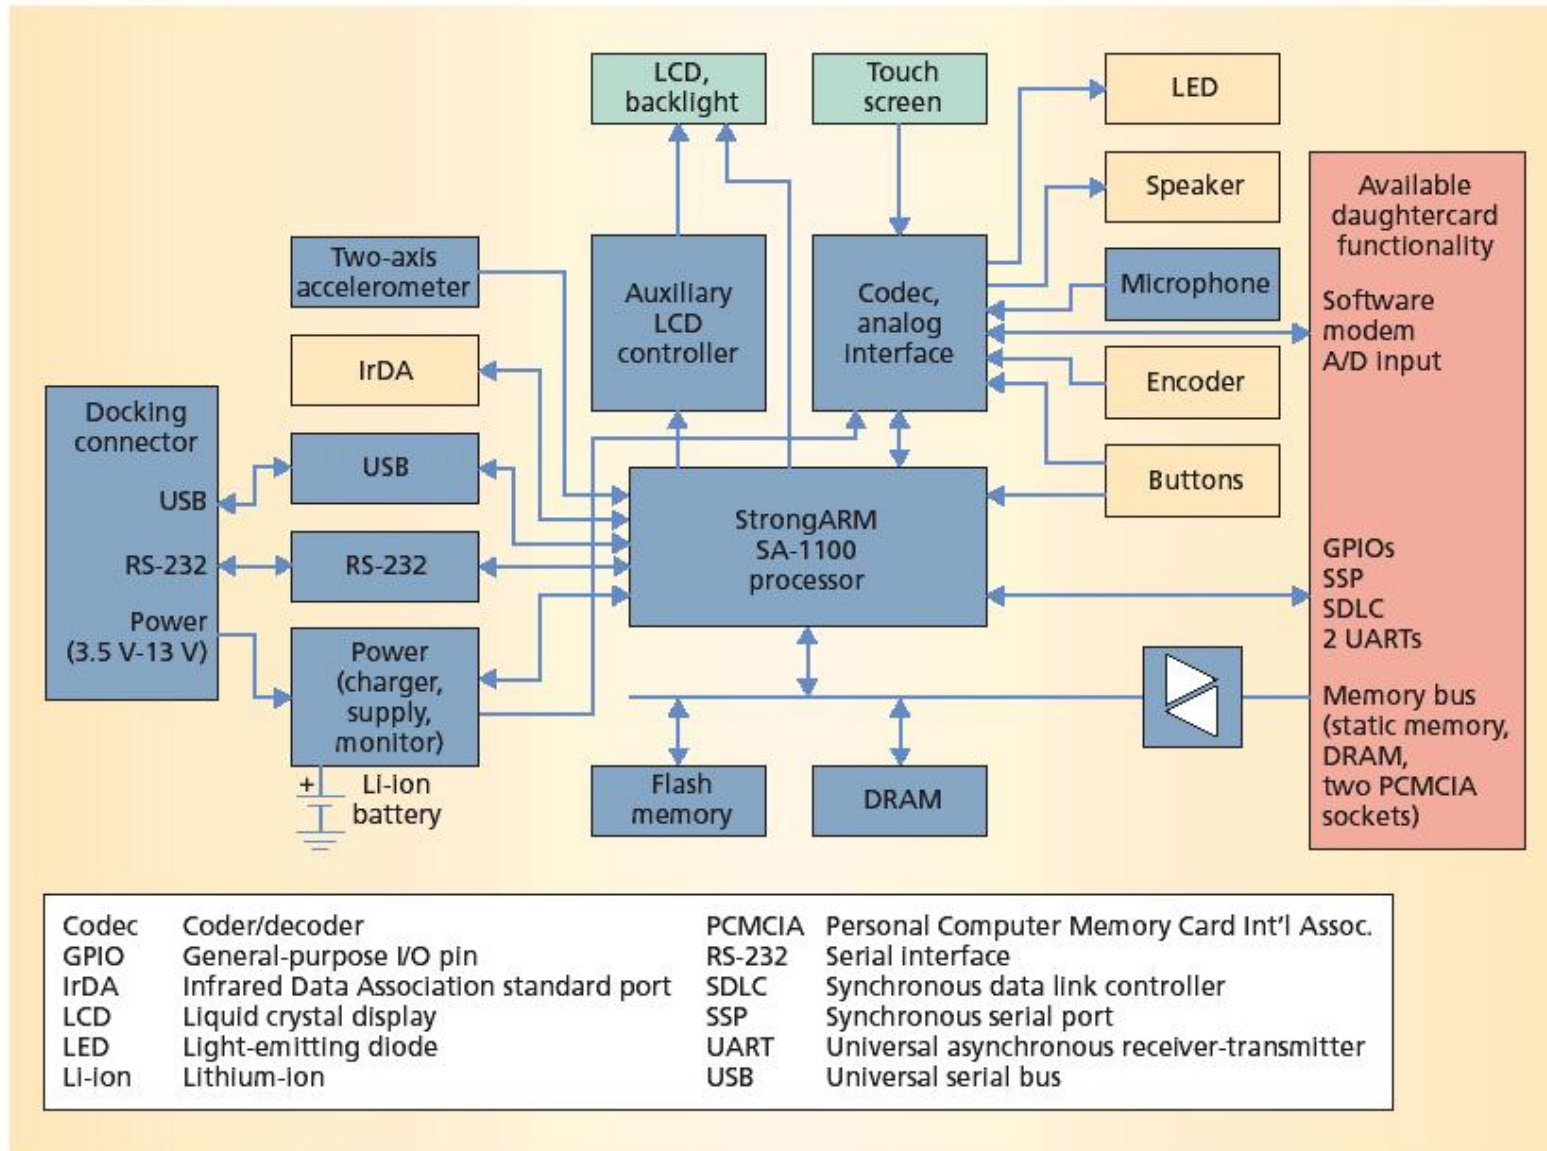 LCD,
backlight
Touch
screen
LED
Speaker
Available
daughtercard
functionality
Two-axis
accelerometer
Auxiliary
LCD
controller
Codec,
analog
interface
Microphone
Software
modem
A/D input
IrDA
Encoder
Docking
connector
USB
USB
Buttons
StrongARM
SA-1100
processor
RS-232
RS-232
GPIOs
SSP
SDLC
2 UARTs
Power
(3.5 V-13 V)
Power
(charger,
supply,
monitor)
Memory bus
(static memory,
DRAM,
two PCMCIA
sockets)
+
Li-ion
battery
Flash
memory
DRAM
Codec Coder/decoder
GPIO General-purpose I/O pin
IrDA Infrared Data Association standard port
LCD Liquid crystal display
LED Light-emitting diode
Li-ion Lithium-ion
PCMCIA Personal Computer Memory Card Int'l Assoc.
RS-232 Serial interface
SDLC Synchronous data link controller
SSP Synchronous serial port
UART Universal asynchronous receiver-transmitter
USB Universal serial bus